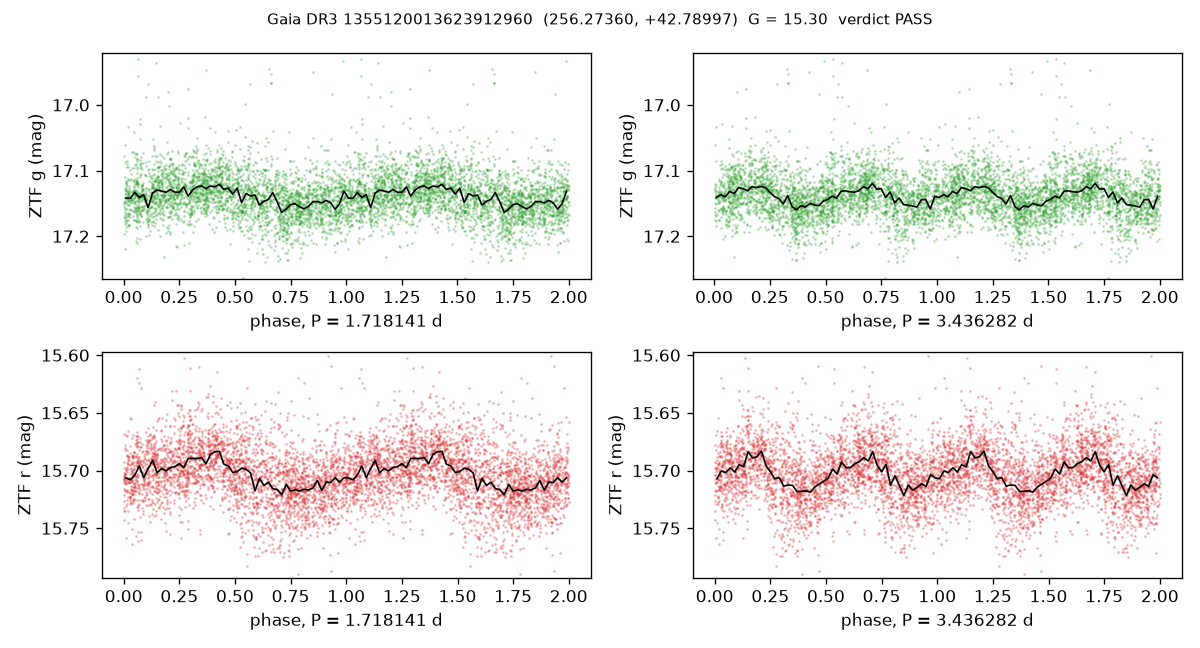 Gaia DR3 1355120013623912960  (256.27360, +42.78997)  G = 15.30  verdict PASS
ZTF g (mag)
17.0
17.1
17.2
0.00 0.25 0.50 0.75 1.00 1.25 1.50 1.75 2.00
phase, P = 1.718141 d
ZTF g (mag)
17.0
17.1
17.2
0.00 0.25 0.50 0.75 1.00 1.25 1.50 1.75 2.00
phase, P = 3.436282 d
ZTF r (mag)
15.60
15.65
15.70
15.75
0.00 0.25 0.50 0.75 1.00 1.25 1.50 1.75 2.00
phase, P = 1.718141 d
ZTF r (mag)
15.60
15.65
15.70
15.75
0.00 0.25 0.50 0.75 1.00 1.25 1.50 1.75 2.00
phase, P = 3.436282 d